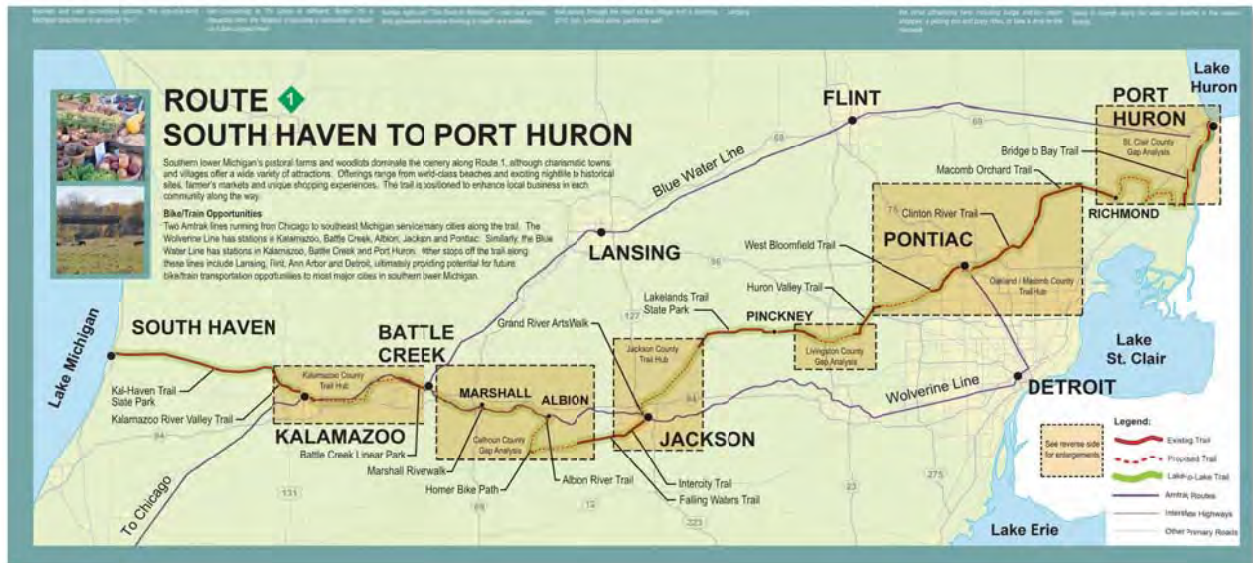 ROUTE 1
SOUTH HAVEN TO PORT HURON
Southern lower Michigan's pastoral farms and woodlots dominate the scenery along Route 1, although charismatic towns
and villages offer a wide variety of attractions. Offerings range from world-class beaches and exciting nightlife to historical
sites, farmer's markets and unique shopping experiences. The trail is positioned to enhance local business in each
community along the way.
Bike/Train Opportunities
Two Amtrak lines running from Chicago to southeast Michigan service many cities along the trail. The
Wolverine Line has stations in Kalamazoo, Battle Creek, Albion, Jackson and Pontiac. Similarly, the Blue
Water Line has stations in Kalamazoo, Battle Creek and Port Huron. Other stops off the trail along
these lines include Lansing, Flint, Ann Arbor and Detroit, ultimately providing potential for future
bike/train transportation opportunities to most major cities in southern lower Michigan.
Lake Michigan
SOUTH HAVEN
Kal-Haven Trail
State Park
Kalamazoo River Valley Trail
94
To Chicago
131
Kalamazoo County
Trail Hub
KALAMAZOO
Battle Creek Linear Park
BATTLE
CREEK
MARSHALL
ALBION
Calhoun County
Gap Analysis
Marshall Rivewalk
Homer Bike Path
69
12
Albion River Trail
Grand River ArtsWalk
127
Jackson County
Trail Hub
94
JACKSON
Intercity Trail
Falling Waters Trail
223
Lakelands Trail
State Park
PINCKNEY
Livingston County
Gap Analysis
Huron Valley Trail
West Bloomfield Trail
Wolverine Line
23
275
Blue Water Line
68
LANSING
96
FLINT
69
75
Clinton River Trail
PONTIAC
Oakland / Macomb County
Trail Hub
Macomb Orchard Trail
Bridge to Bay Trail
PORT
HURON
St. Clair County
Gap Analysis
RICHMOND
Lake
Huron
Lake
St. Clair
DETROIT
Lake Erie
See reverse side
for enlargements
Legend:
Existing Trail
Proposed Trail
Lake-to-Lake Trail
Amtrak Routes
Interstate Highways
Other Primary Roads